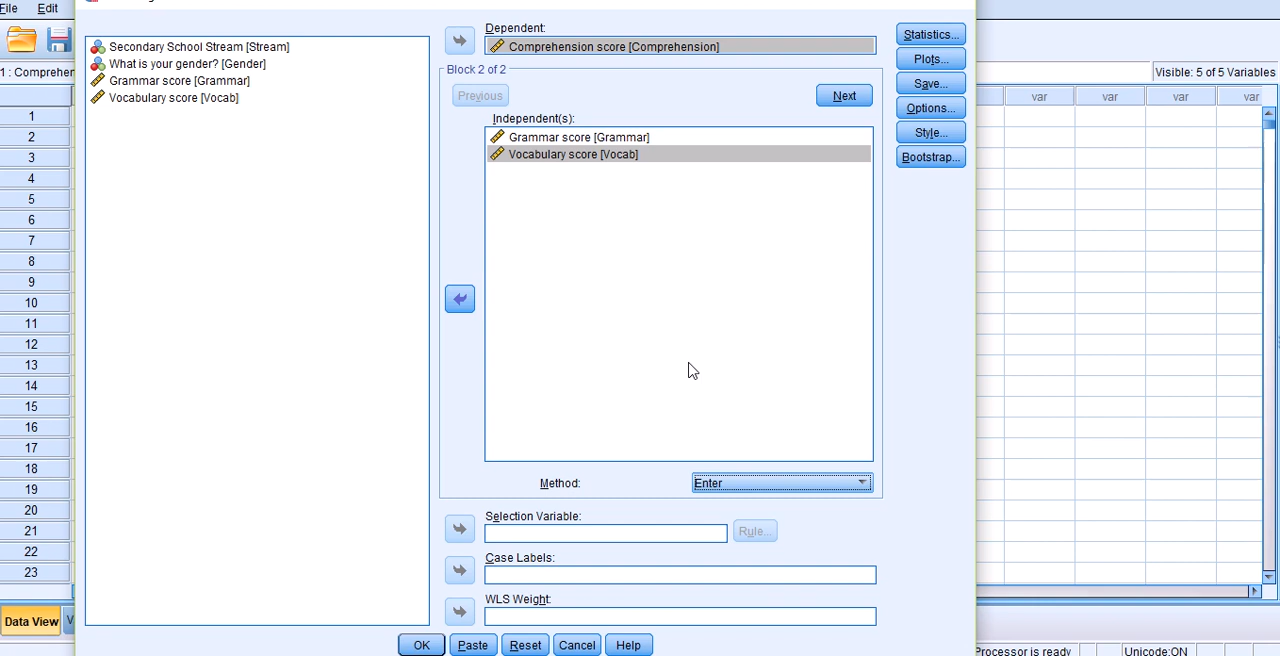 File Edit
Dependent:
Comprehension score [Comprehension]
Secondary School Stream [Stream]
What is your gender? [Gender]
Grammar score [Grammar]
Vocabulary score [Vocab]
Block 2 of 2
Previous
Next
Independent(s):
Grammar score [Grammar]
Vocabulary score [Vocab]
Method:
Enter
Selection Variable:
Rule...
Case Labels:
WLS Weight:
OK Paste Reset Cancel Help
Statistics...
Plots...
Save...
Options...
Style...
Bootstrap...
1 : Comprehen
Visible: 5 of 5 Variables
var var var var
1
2
3
4
5
6
7
8
9
10
11
12
13
14
15
16
17
18
19
20
21
22
23
Data View V
Processor is ready Unicode:ON